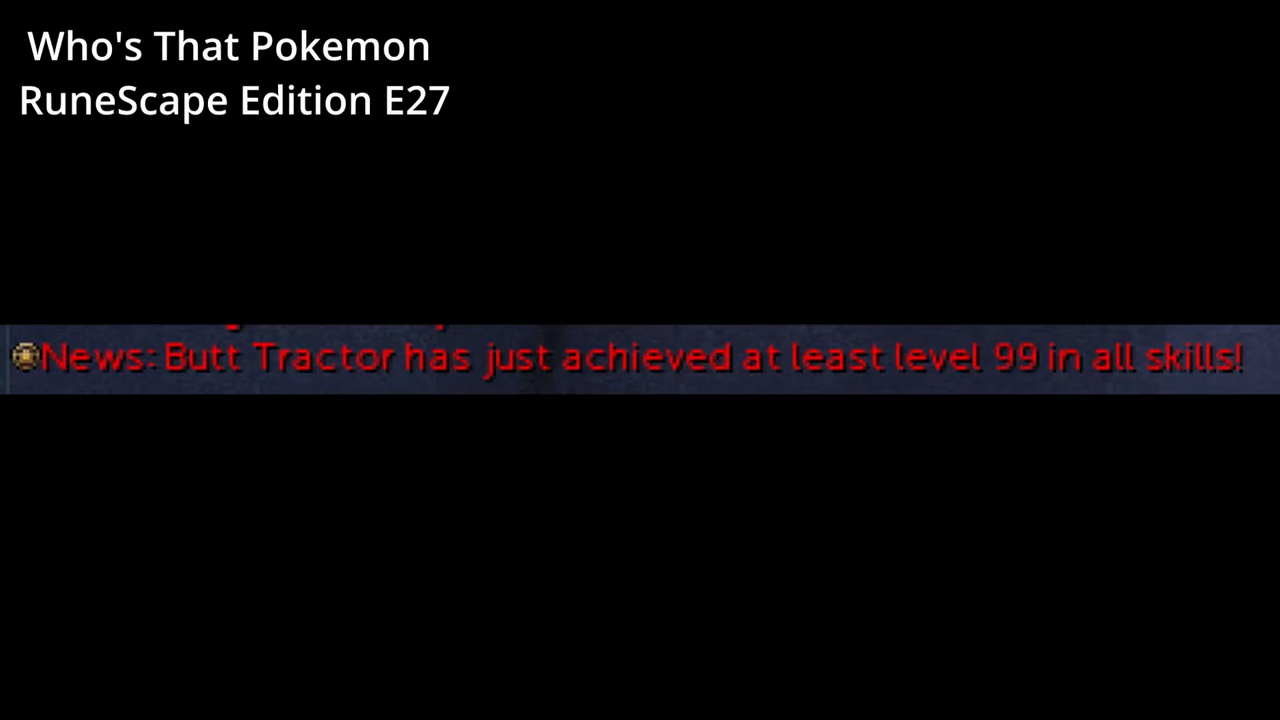 Who's That Pokemon
RuneScape Edition E27
News: Butt Tractor has just achieved at least level 99 in all skills!